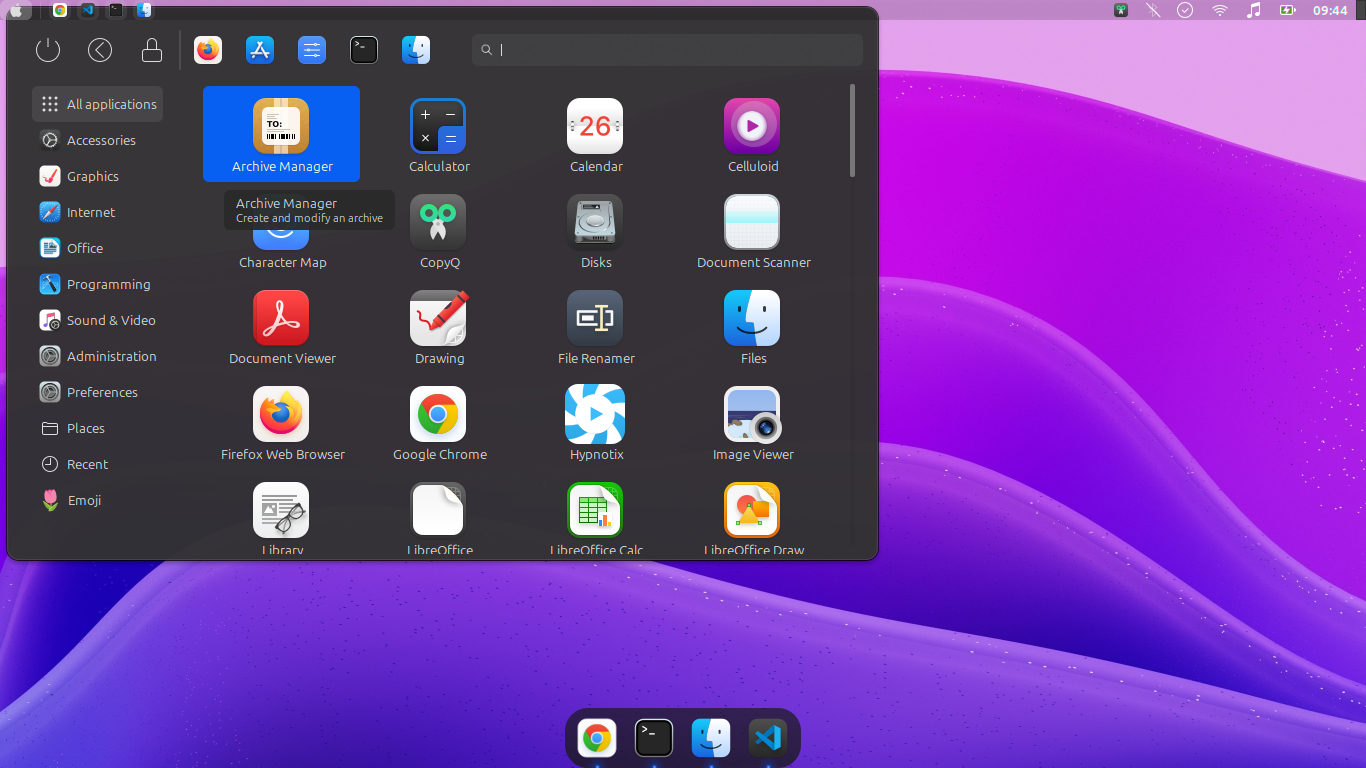 09:44
All applications
Accessories
Graphics
Internet
Office
Programming
Sound & Video
Administration
Preferences
Places
Recent
Emoji
TO:
Archive Manager
Calculator
26
Calendar
Celluloid
Archive Manager
Create and modify an archive
Character Map
CopyQ
Disks
Document Scanner
Document Viewer
Drawing
File Renamer
Files
Firefox Web Browser
Google Chrome
Hypnotix
Image Viewer
Library
LibreOffice
LibreOffice Calc
LibreOffice Draw